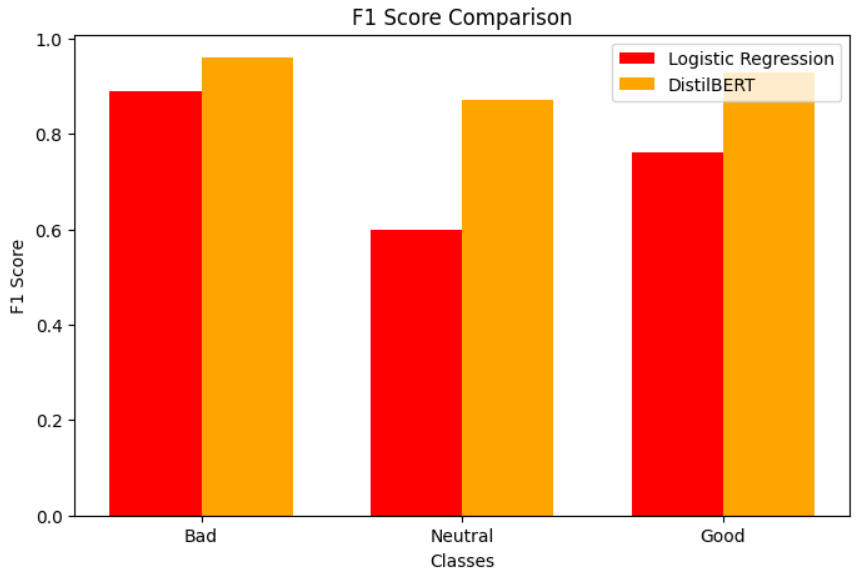 F1 Score Comparison
Logistic Regression
DistilBERT
F1 Score
1.0
0.8
0.6
0.4
0.2
0.0
Bad
Neutral
Good
Classes